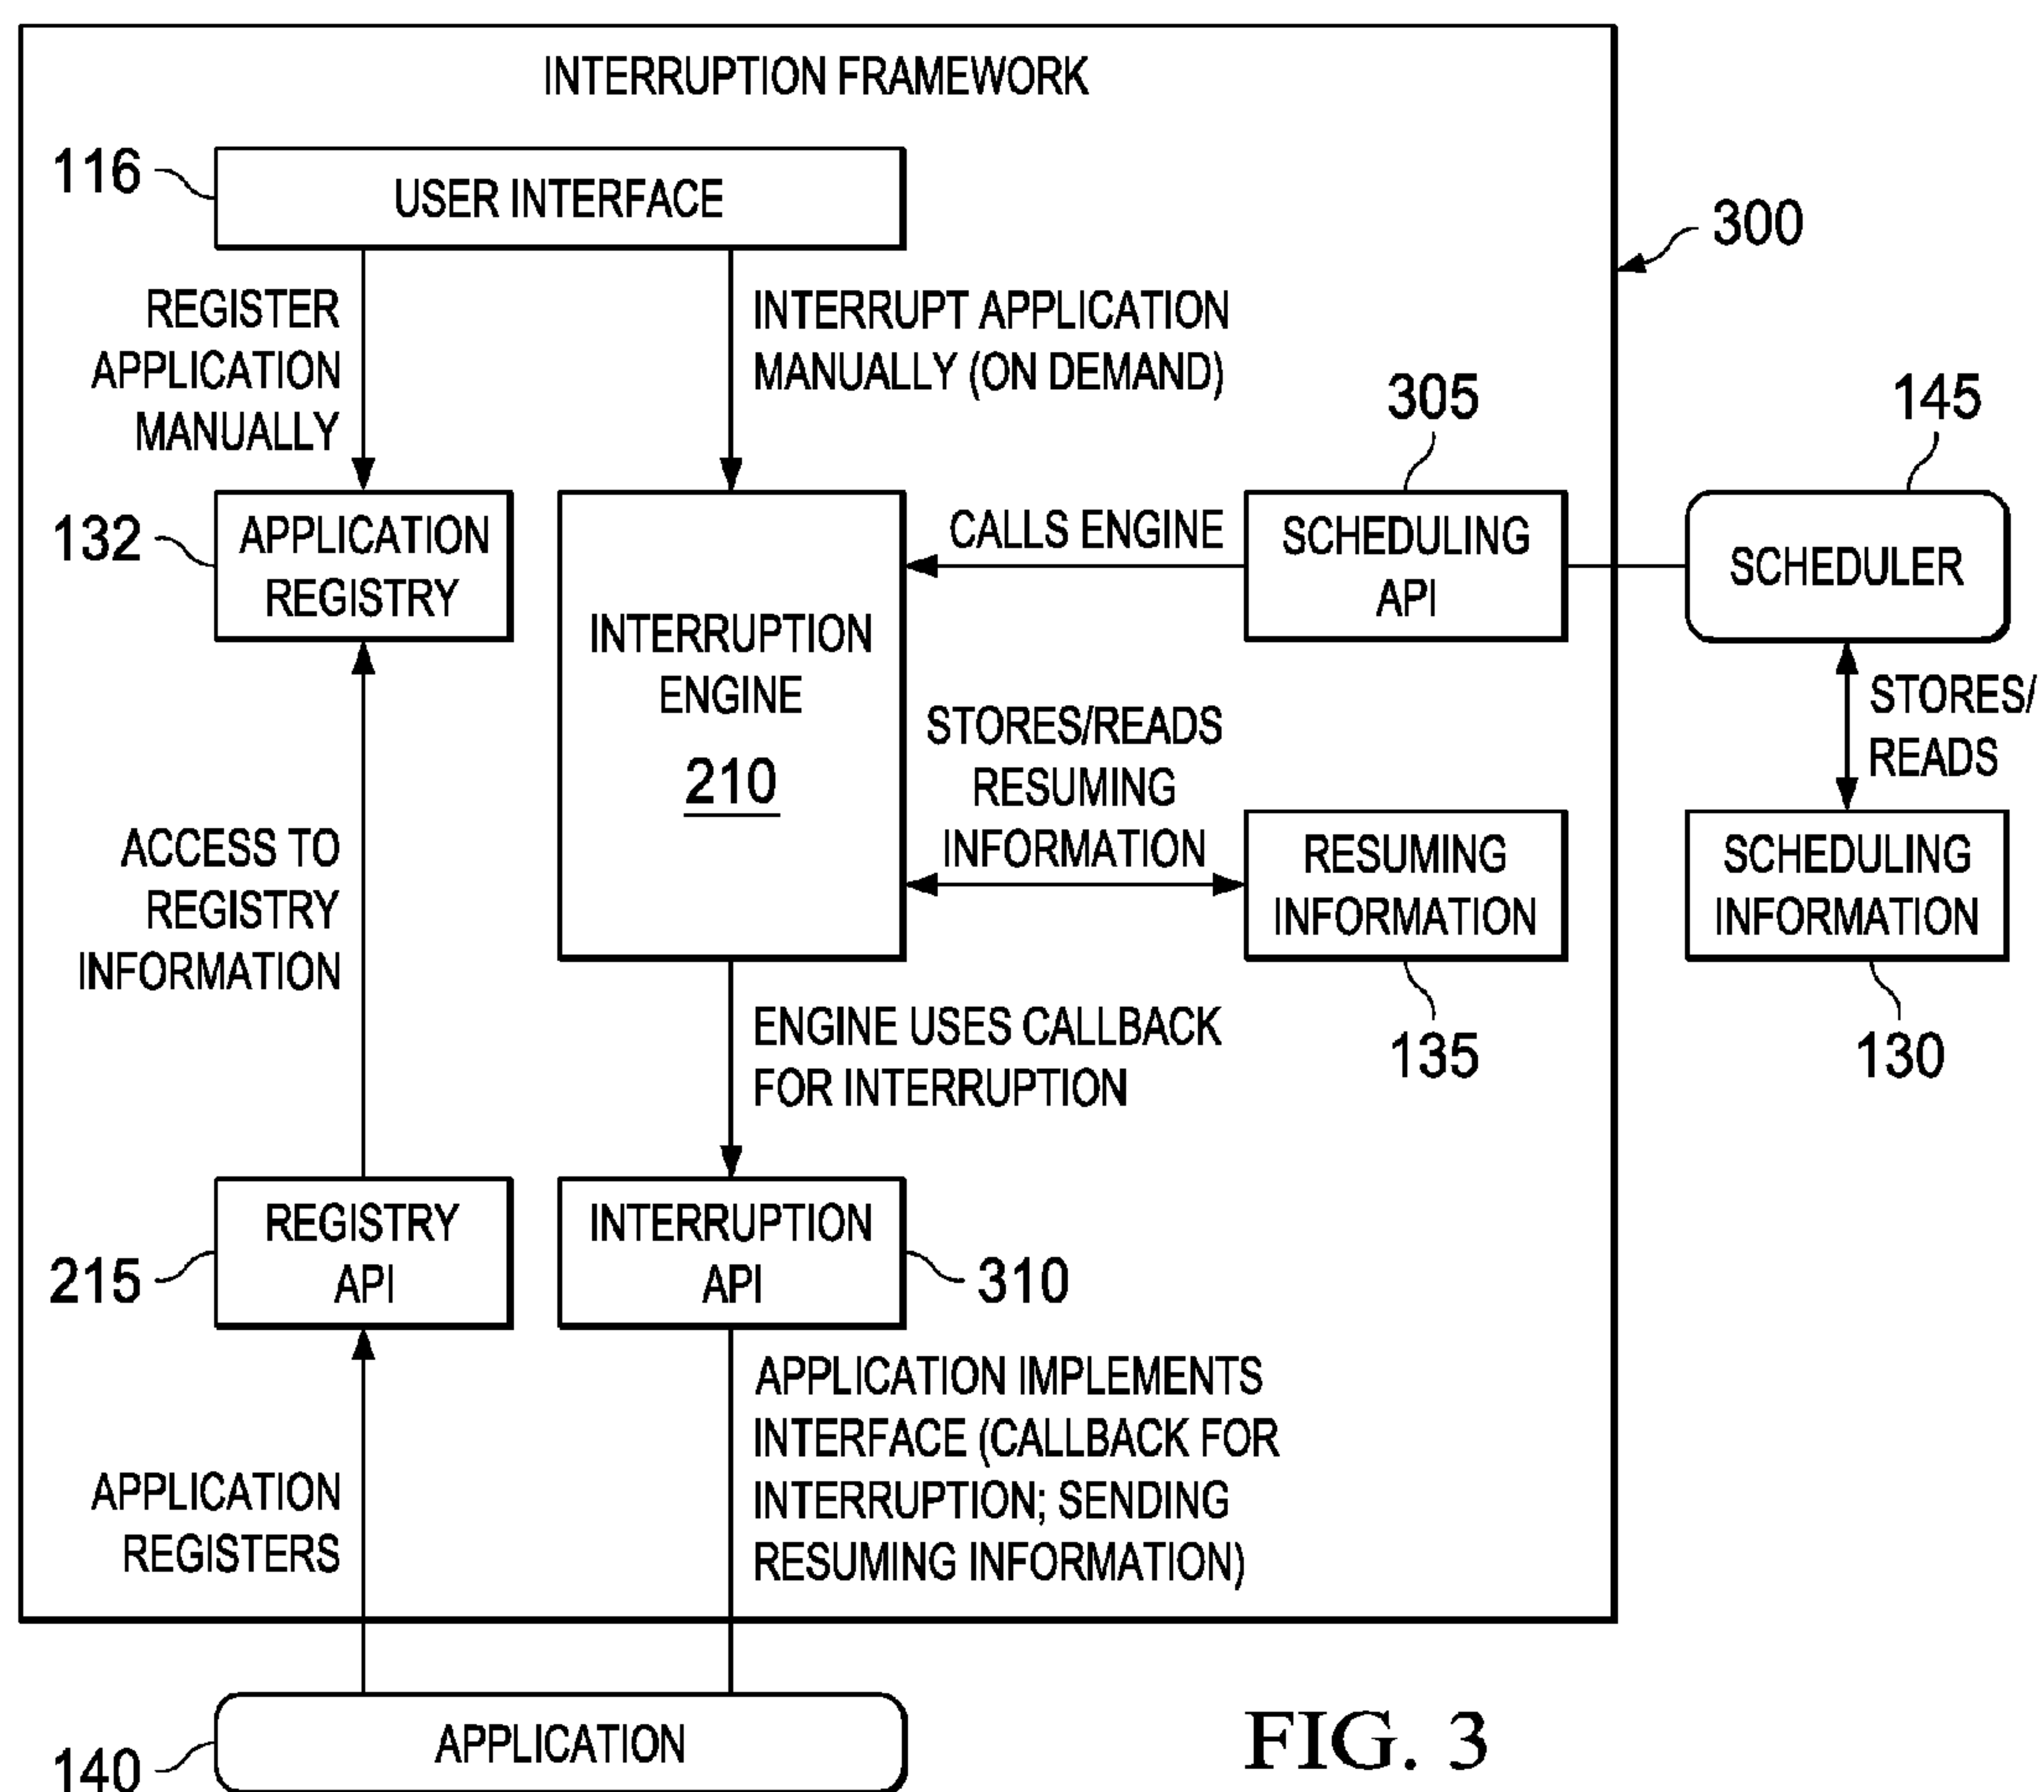 INTERRUPTION FRAMEWORK
116
USER INTERFACE
300
REGISTER
APPLICATION
MANUALLY
INTERRUPT APPLICATION
MANUALLY (ON DEMAND)
305
145
132
APPLICATION
REGISTRY
CALLS ENGINE
SCHEDULING
API
SCHEDULER
INTERRUPTION
ENGINE
210
STORES/READS
RESUMING
INFORMATION
STORES/
READS
RESUMING
INFORMATION
SCHEDULING
INFORMATION
135
130
ACCESS TO
REGISTRY
INFORMATION
ENGINE USES CALLBACK
FOR INTERRUPTION
215
REGISTRY
API
INTERRUPTION
API
310
APPLICATION
REGISTERS
APPLICATION IMPLEMENTS
INTERFACE (CALLBACK FOR
INTERRUPTION; SENDING
RESUMING INFORMATION)
140
APPLICATION
FIG. 3